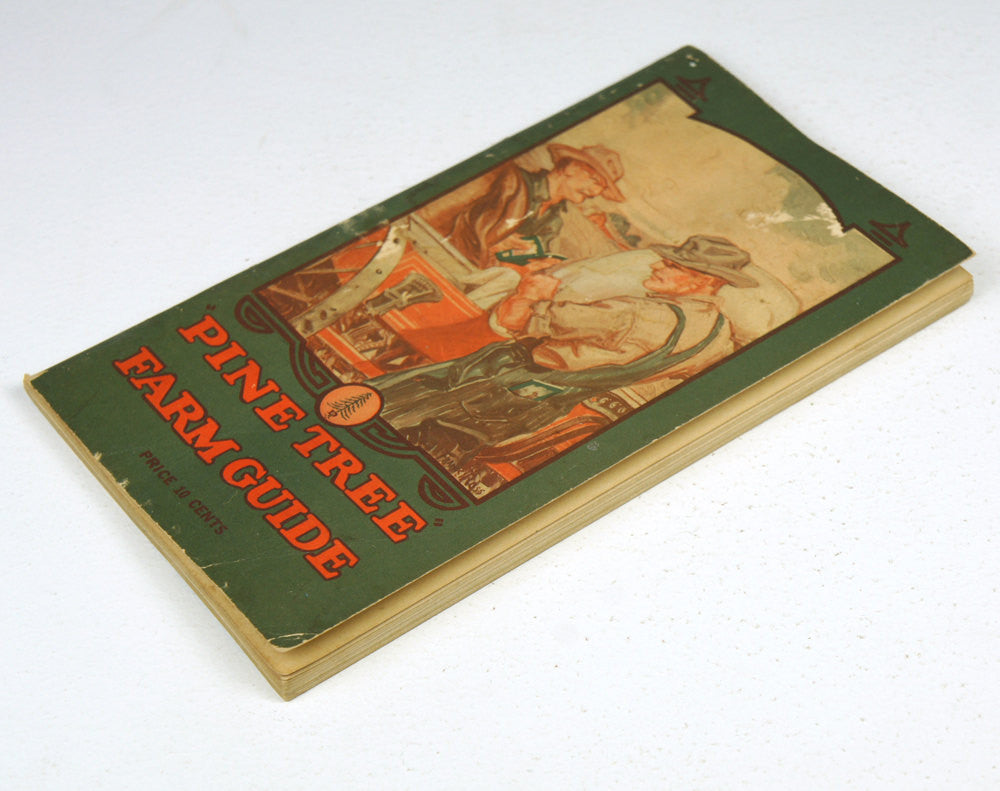 "PINE TREE"
FARM GUIDE
PRICE 10 CENTS